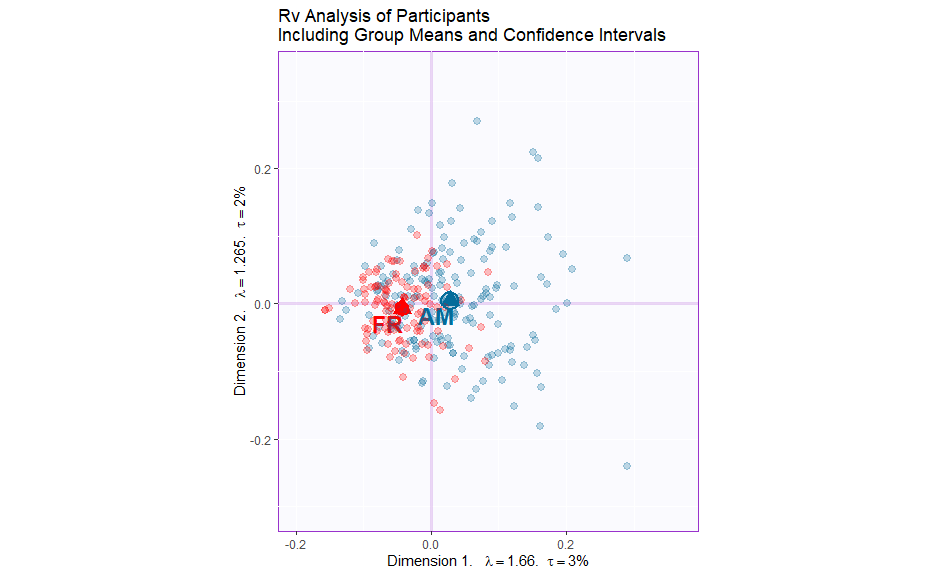 Rv Analysis of Participants
Including Group Means and Confidence Intervals
Dimension 2. λ = 1.265. τ = 2%
0.2
0.0
-0.2
FR
AM
-0.2
0.0
0.2
Dimension 1. λ = 1.66. τ = 3%